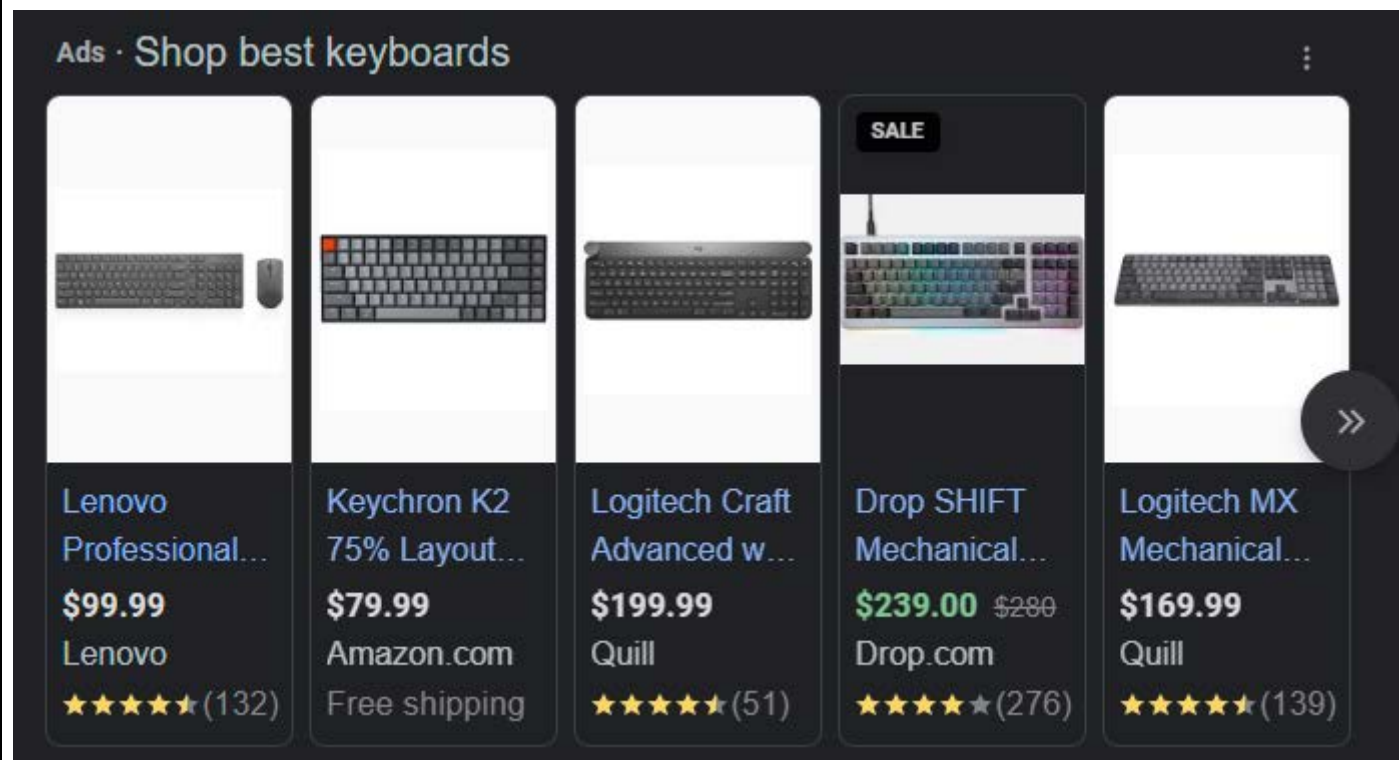 Ads · Shop best keyboards
SALE
Lenovo
Professional...
$99.99
Lenovo
(132)
Keychron K2
75% Layout...
$79.99
Amazon.com
Free shipping
Logitech Craft
Advanced w...
$199.99
Quill
(51)
Drop SHIFT
Mechanical...
$239.00 $280
Drop.com
(276)
Logitech MX
Mechanical...
$169.99
Quill
(139)